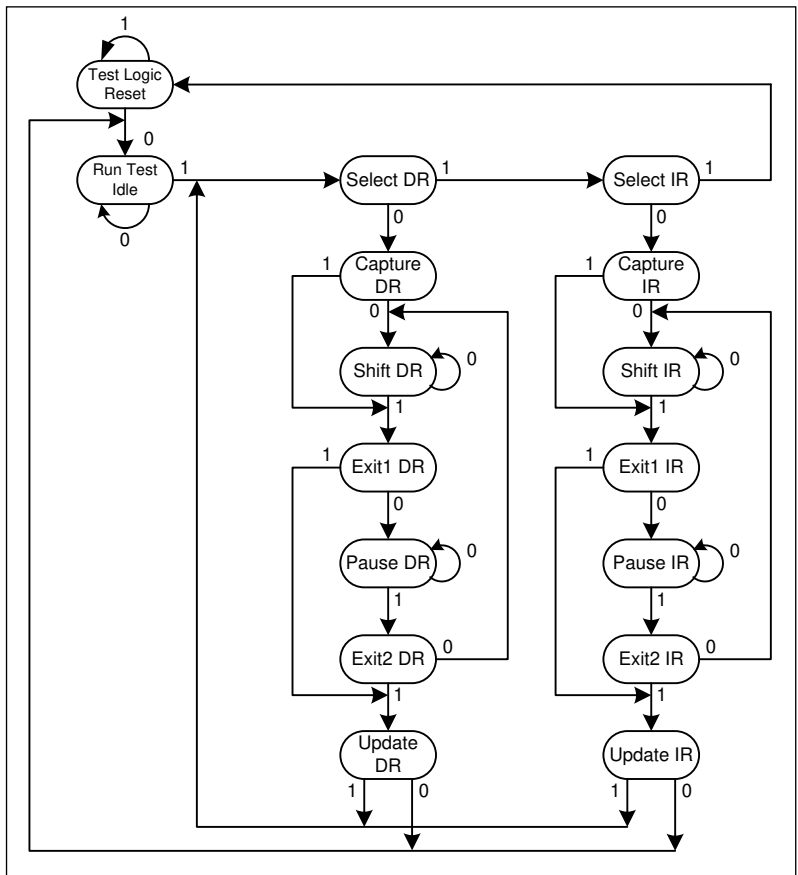 1
Test Logic
Reset
0
Run Test
Idle
1
0
Select DR
1
Select IR
1
0
0
1
Capture
DR
1
Capture
IR
0
0
Shift DR
0
Shift IR
0
1
1
1
Exit1 DR
1
Exit1 IR
0
0
Pause DR
0
Pause IR
0
1
1
Exit2 DR
0
Exit2 IR
0
1
1
Update
DR
Update IR
1
0
1
0